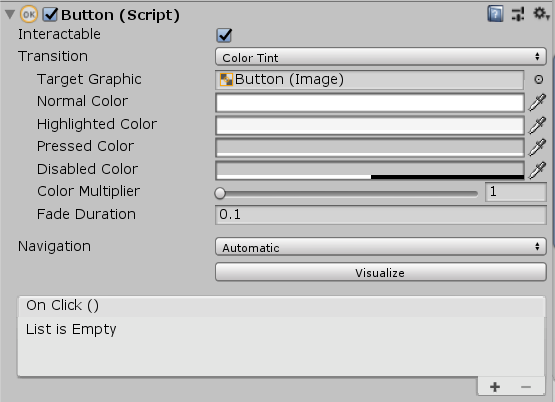 OK Button (Script)
Interactable
Transition Color Tint
Target Graphic Button (Image)
Normal Color
Highlighted Color
Pressed Color
Disabled Color
Color Multiplier 1
Fade Duration 0.1
Navigation Automatic
Visualize
On Click ()
List is Empty